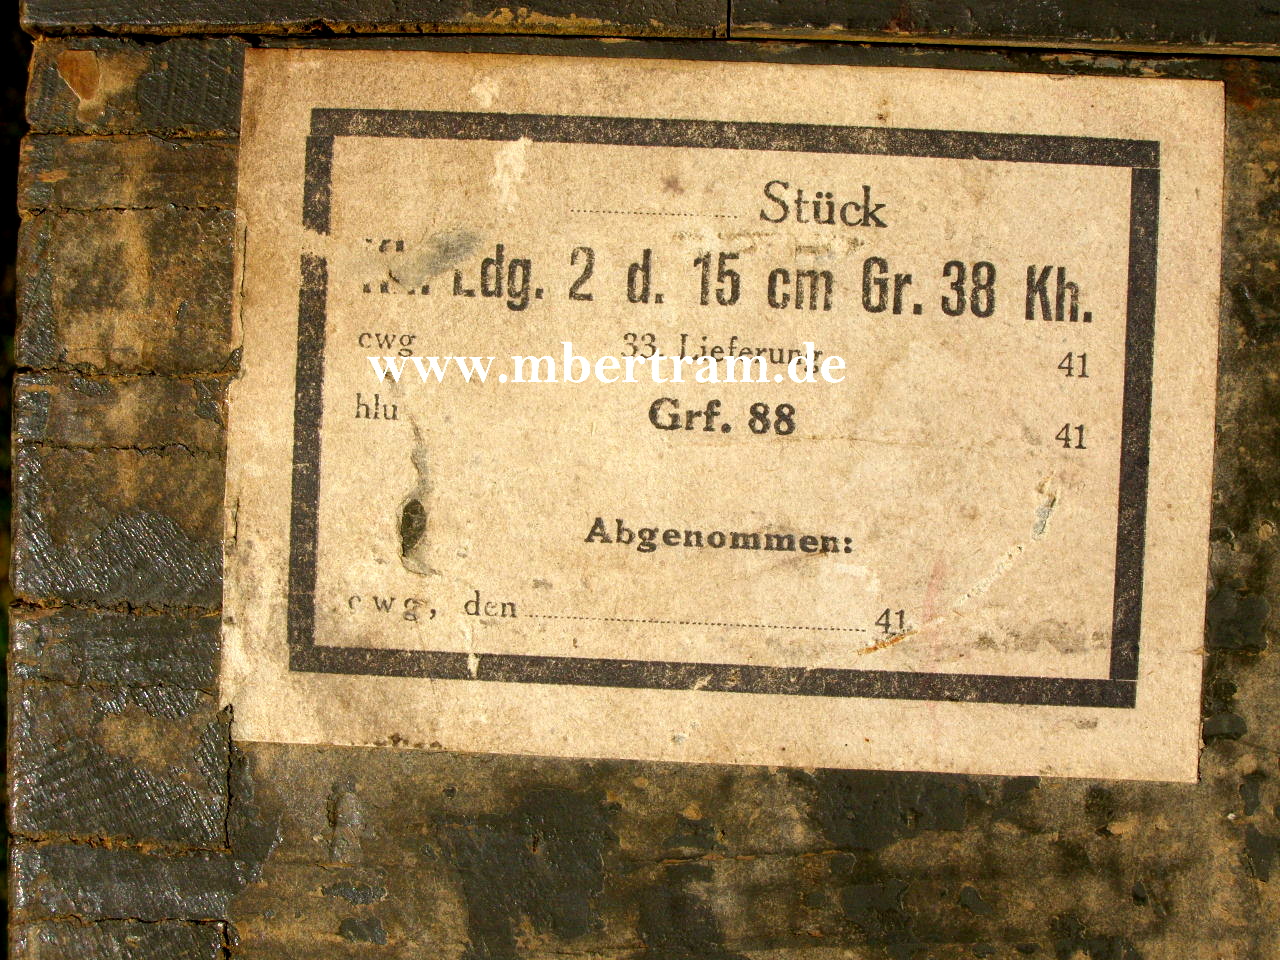 Stück
Ldg. 2 d. 15 cm Gr. 38 Kh.
cwg 33. Lieferung 41
www.mbertram.de
hlu Grf. 88 41
Abgenommen:
cwg, den 41